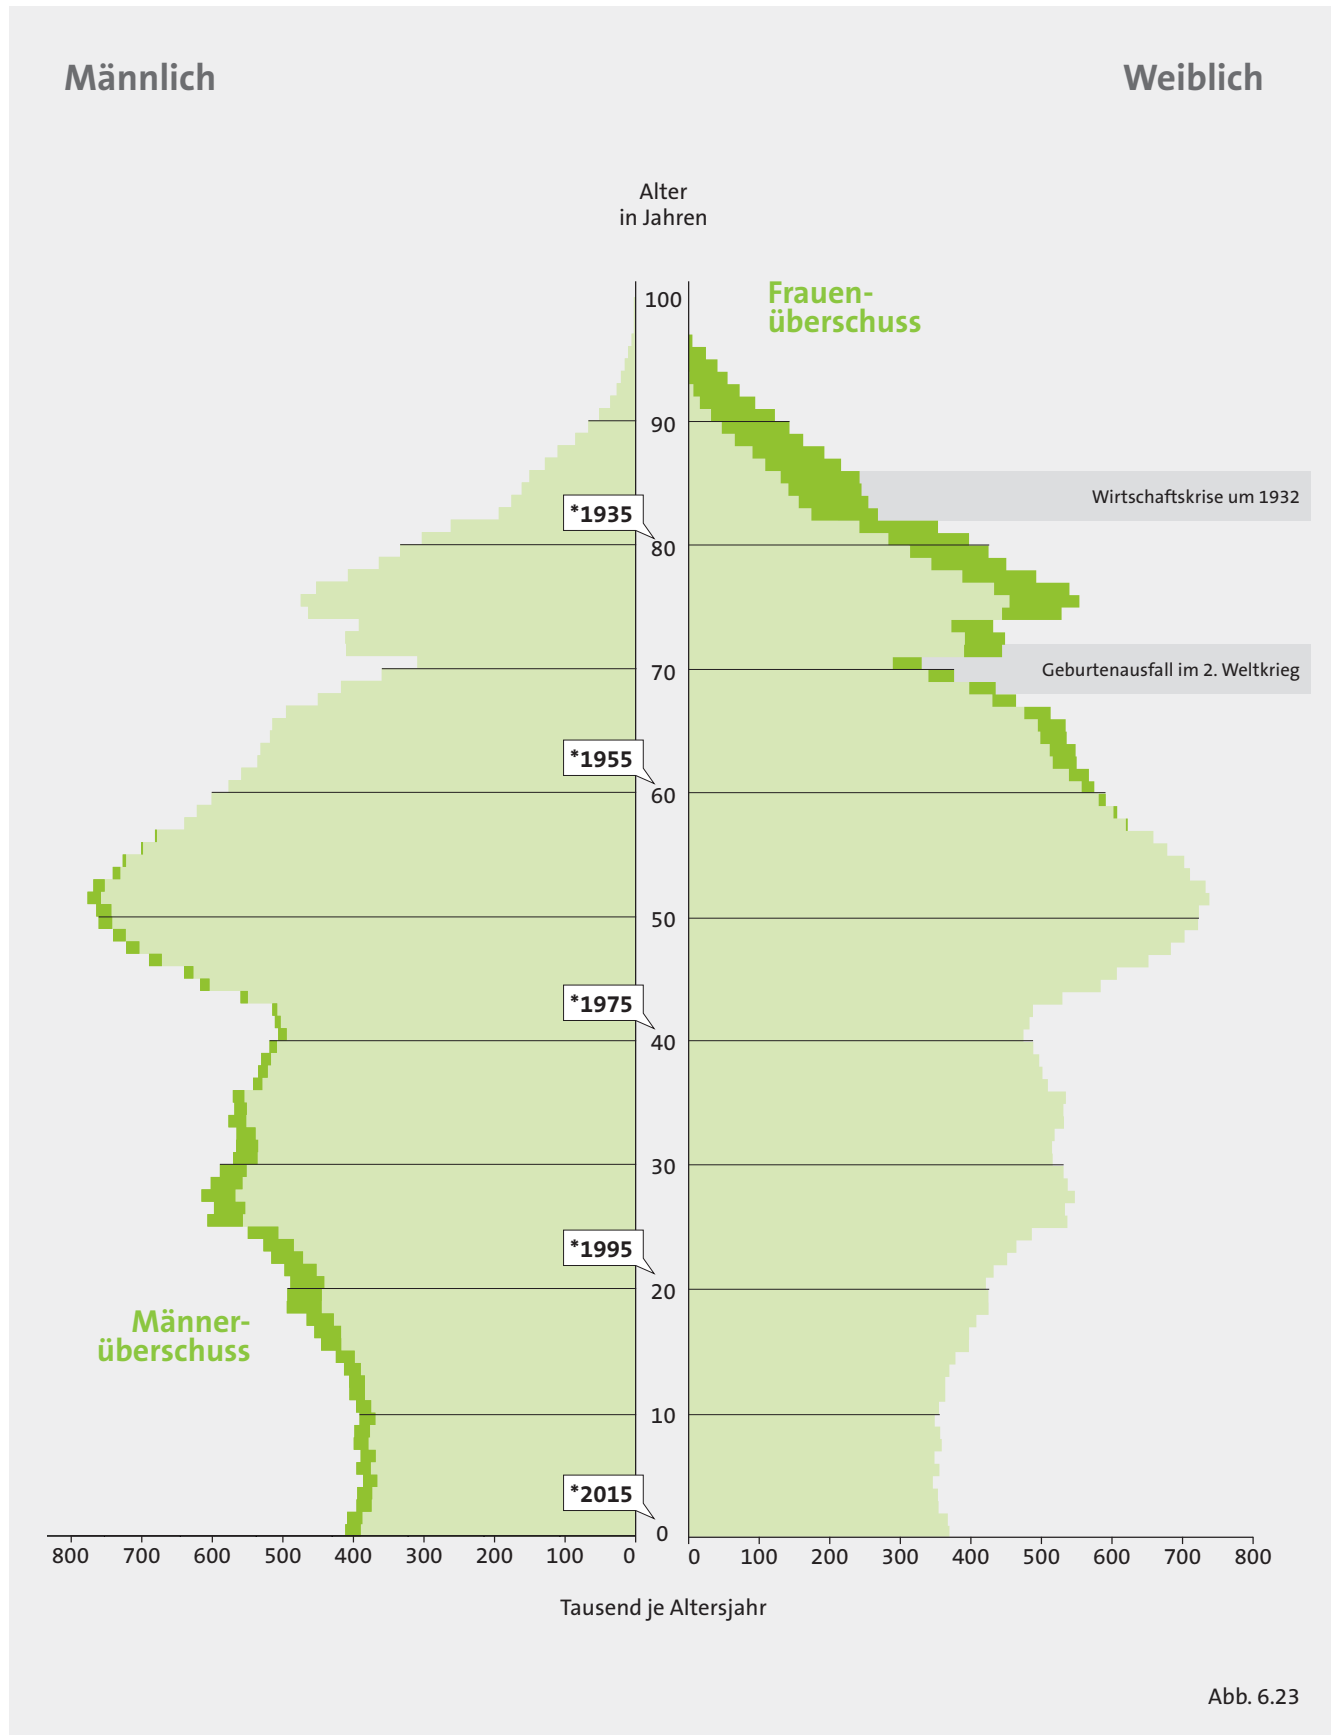 Männlich
Weiblich
Alter
in Jahren
100
Frauen-
überschuss
90
Wirtschaftskrise um 1932
*1935
80
70
Geburtenausfall im 2. Weltkrieg
*1955
60
50
*1975
40
30
*1995
20
Männer-
überschuss
10
*2015
0
800 700 600 500 400 300 200 100 0
0 100 200 300 400 500 600 700 800
Tausend je Altersjahr
Abb. 6.23